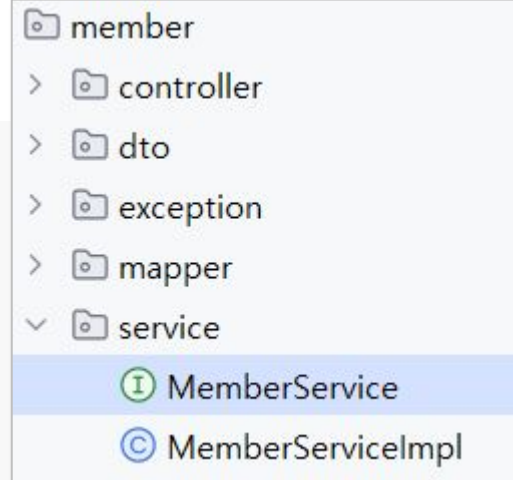 member
controller
dto
exception
mapper
service
I MemberService
C MemberServiceImpl